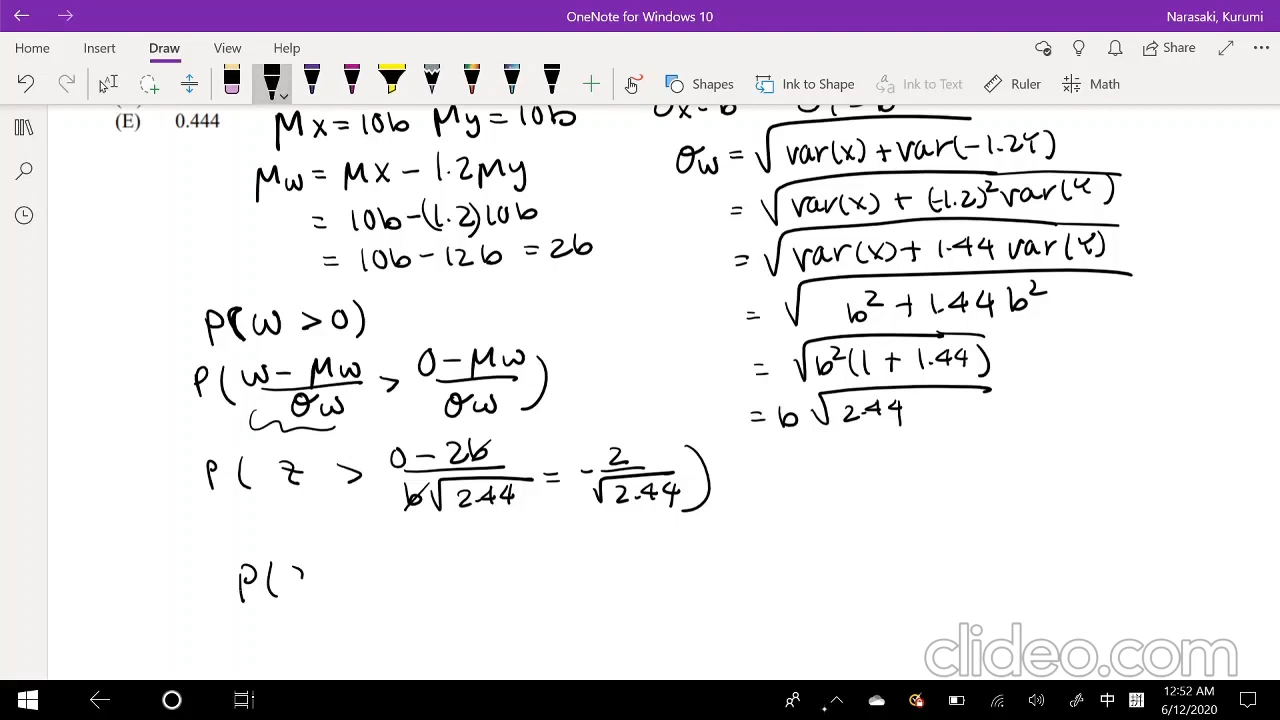 OneNote for Windows 10
Narasaki, Kurumi
Home Insert Draw View Help
Share
Shapes Ink to Shape Ink to Text Ruler Math
(E) 0.444
μx = 10b μy = 10b
μw = μx - 1.2μy
= 10b - (1.2)10b
= 10b - 12b = 2b
P(w > 0)
P( w - μw / σw > 0 - μw / σw )
P( z > 0 - 2b / b√2.44 = - 2 / √2.44 )
P(
σw = √var(x) + var(-1.2Y)
= √var(x) + (-1.2)² var(Y)
= √var(x) + 1.44 var(Y)
= √b² + 1.44b²
= √b²(1 + 1.44)
= b√2.44
clideo.com
中
12:52 AM
6/12/2020